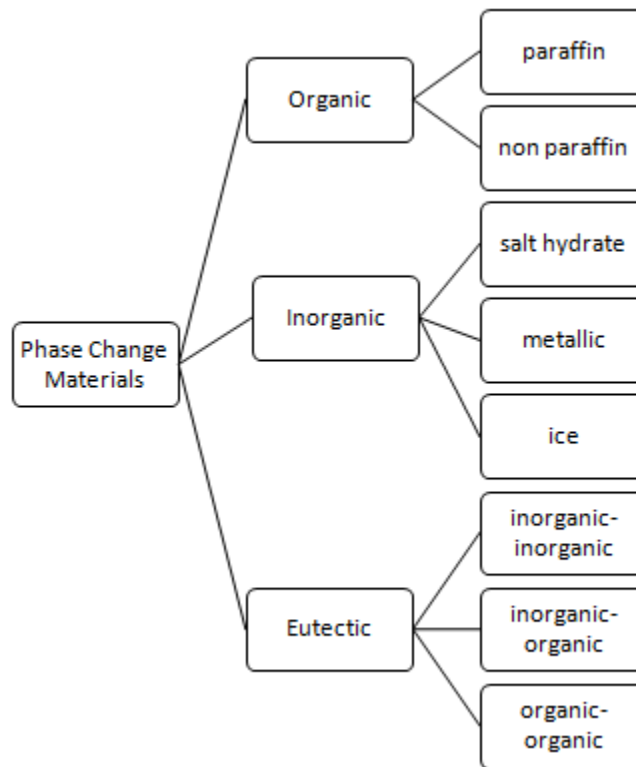 Phase Change
Materials
Organic
paraffin
non paraffin
Inorganic
salt hydrate
metallic
ice
Eutectic
inorganic-
inorganic
inorganic-
organic
organic-
organic